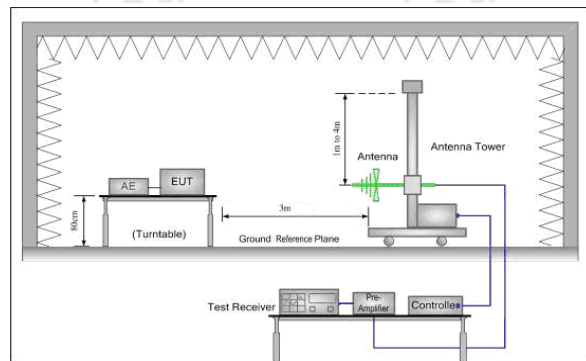 1m to 4m
Antenna
Antenna Tower
AE
EUT
80cm
(Turntable)
3m
Ground Reference Plane
Test Receiver
Pre-
Amplifier
Controller